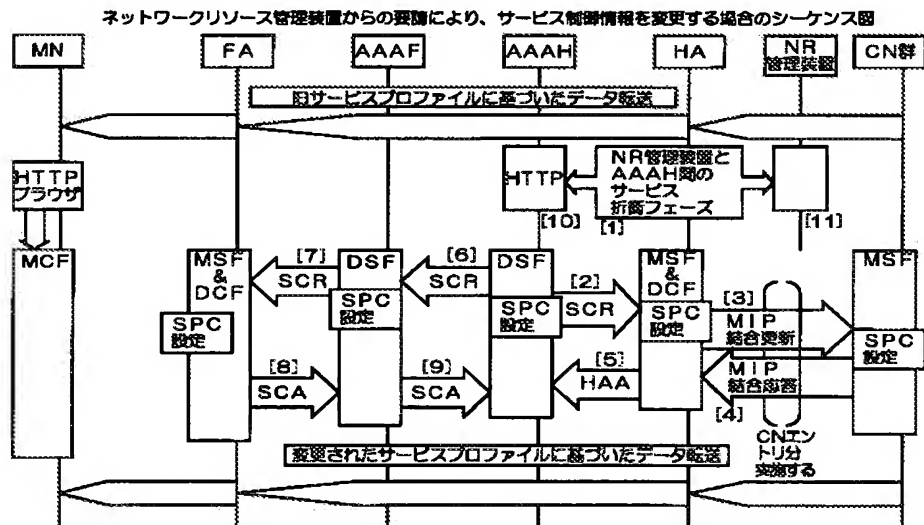 ネットワークリソース管理装置からの要請により、サービス制御情報を変更する場合のシーケンス図
MN
FA
AAAF
AAAH
HA
NR
管理装置
CN群
旧サービスプロファイルに基づいたデータ転送
HTTP
ブラウザ
HTTP
[10]
NR管理装置と
AAAH間の
サービス
折衝フェーズ
[1]
[11]
MCF
MSF
&
DCF
SPC
設定
[7]
SCR
DSF
SPC
設定
[6]
SCR
DSF
SPC
設定
[2]
SCR
MSF
&
DCF
SPC
設定
[3]
MIP
結合更新
MSF
SPC
設定
[8]
SCA
[9]
SCA
[5]
HAA
MIP
結合応答
[4]
CNエン
トリ分
実施する
変更されたサービスプロファイルに基づいたデータ転送